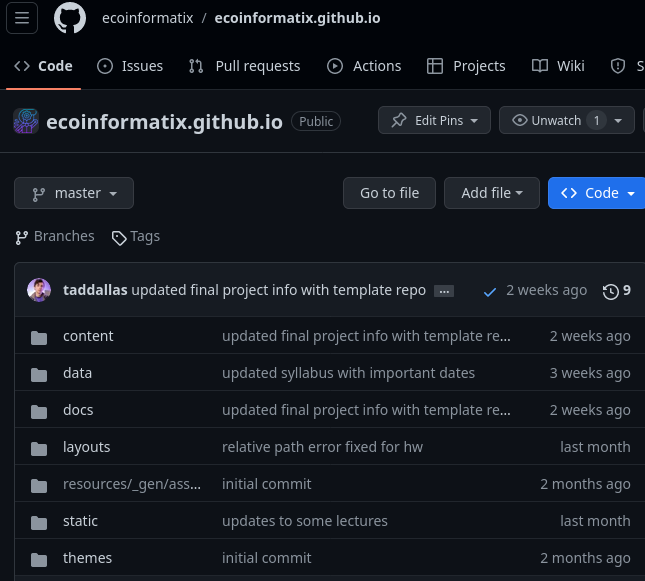 ecoinformatix / ecoinformatix.github.io
Code Issues Pull requests Actions Projects Wiki S
ecoinformatix.github.io Public Edit Pins Unwatch 1
master Go to file Add file Code
Branches Tags
taddallas updated final project info with template repo ... 2 weeks ago 9
content updated final project info with template re... 2 weeks ago
data updated syllabus with important dates 3 weeks ago
docs updated final project info with template re... 2 weeks ago
layouts relative path error fixed for hw last month
resources/_gen/ass... initial commit 2 months ago
static updates to some lectures last month
themes initial commit 2 months ago